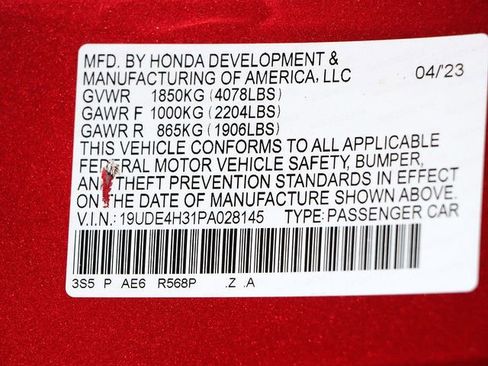 MFD. BY HONDA DEVELOPMENT &
MANUFACTURING OF AMERICA, LLC 04/23
GVWR 1850KG (4078LBS)
GAWR F 1000KG (2204LBS)
GAWR R 865KG (1906LBS)
THIS VEHICLE CONFORMS TO ALL APPLICABLE
FEDERAL MOTOR VEHICLE SAFETY, BUMPER,
AND THEFT PREVENTION STANDARDS IN EFFECT
ON THE DATE OF MANUFACTURE SHOWN ABOVE.
V.I.N.: 19UDE4H31PA028145 TYPE: PASSENGER CAR
3S5 P AE6 R568P .Z .A